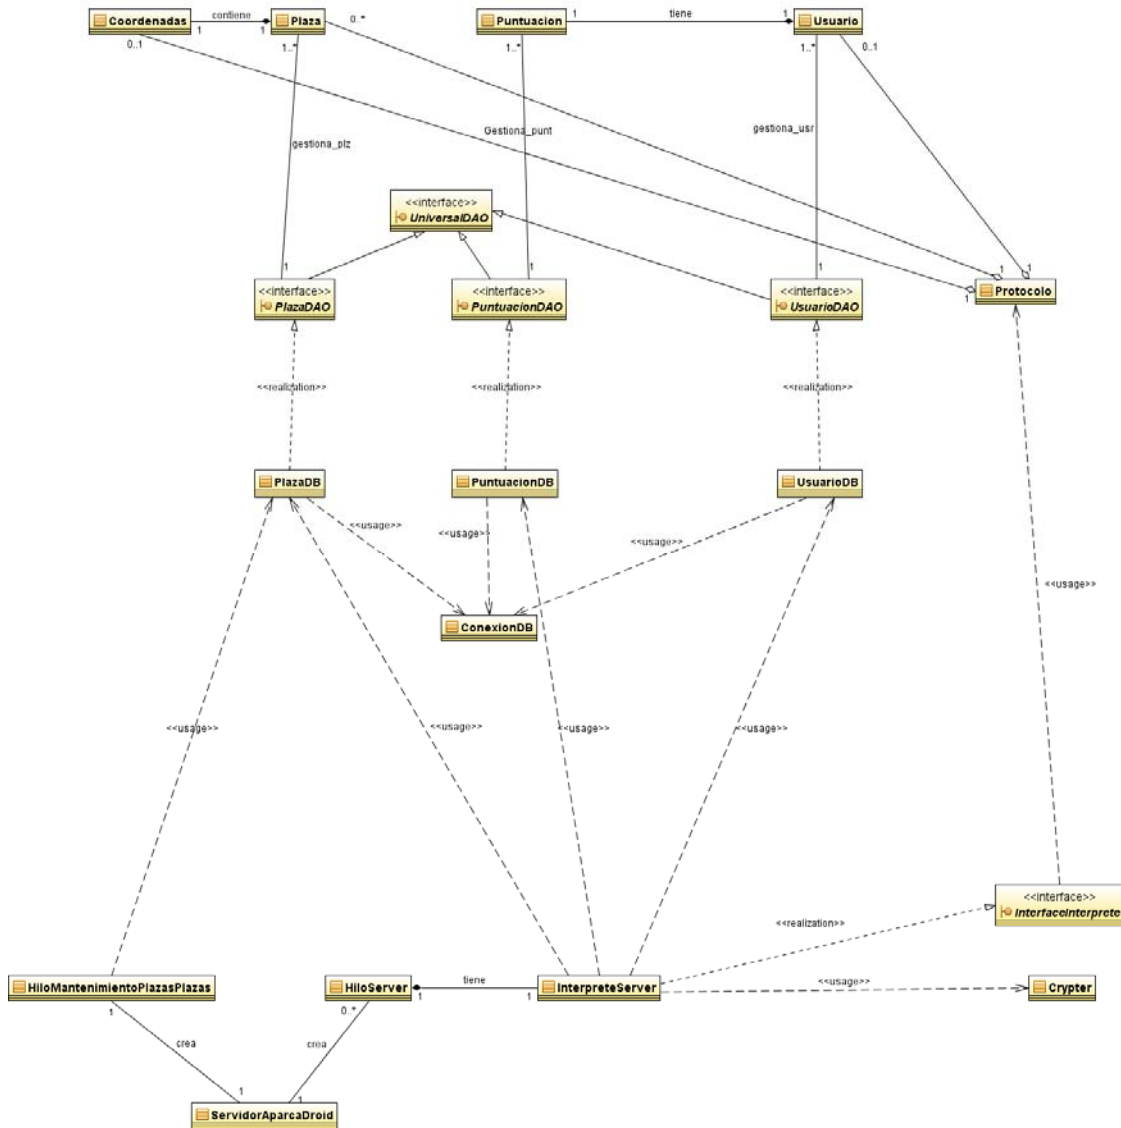 Coordenadas
contiene
1
1
Plaza
0..*
Puntuacion
1
tiene
1
Usuario
0..1
1..*
1..*
1..*
0..1
Gestiona_punt
gestiona_usr
gestiona_plz
<<interface>>
UniversalDAO
1
1
1
1
1
1
<<interface>>
PlazaDAO
<<interface>>
PuntuacionDAO
<<interface>>
UsuarioDAO
Protocolo
<<realization>>
<<realization>>
<<realization>>
PlazaDB
PuntuacionDB
UsuarioDB
<<usage>>
<<usage>>
<<usage>>
<<usage>>
ConexionDB
<<usage>>
<<usage>>
<<usage>>
<<usage>>
<<interface>>
InterfaceInterprete
<<realization>>
HiloMantenimientoPlazasPlazas
HiloServer
tiene
1
1
InterpreteServer
<<usage>>
Crypter
1
0..*
crea
crea
1
1
ServidorAparcaDroid